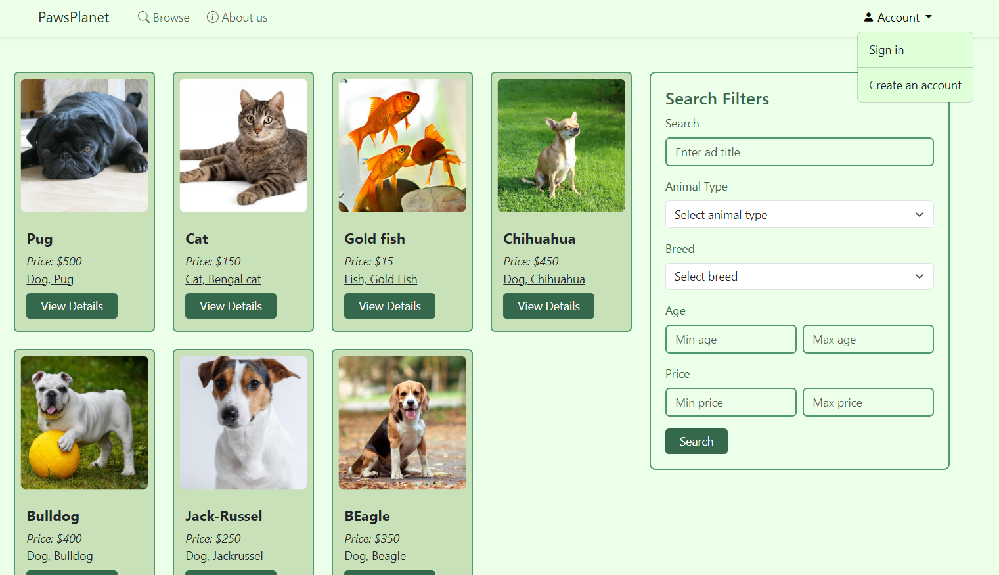 PawsPlanet
Browse
About us
Account
Sign in
Create an account
Pug
Price: $500
Dog, Pug
View Details
Cat
Price: $150
Cat, Bengal cat
View Details
Gold fish
Price: $15
Fish, Gold Fish
View Details
Chihuahua
Price: $450
Dog, Chihuahua
View Details
Bulldog
Price: $400
Dog, Bulldog
Jack-Russel
Price: $250
Dog, Jackrussel
BEagle
Price: $350
Dog, Beagle
Search Filters
Search
Enter ad title
Animal Type
Select animal type
Breed
Select breed
Age
Min age
Max age
Price
Min price
Max price
Search